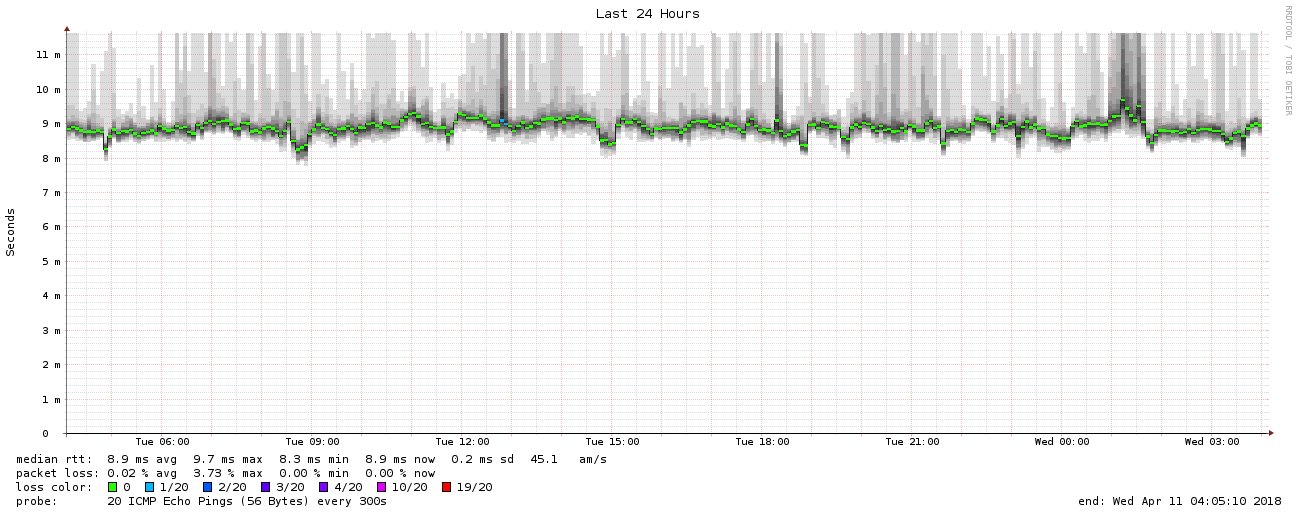 Last 24 Hours
RRDTOOL / TOBI OETIKER
Seconds
11 m
10 m
9 m
8 m
7 m
6 m
5 m
4 m
3 m
2 m
1 m
0
Tue 06:00 Tue 09:00 Tue 12:00 Tue 15:00 Tue 18:00 Tue 21:00 Wed 00:00 Wed 03:00
median rtt: 8.9 ms avg 9.7 ms max 8.3 ms min 8.9 ms now 0.2 ms sd 45.1 am/s
packet loss: 0.02 % avg 3.73 % max 0.00 % min 0.00 % now
loss color: 0 1/20 2/20 3/20 4/20 10/20 19/20
probe: 20 ICMP Echo Pings (56 Bytes) every 300s end: Wed Apr 11 04:05:10 2018